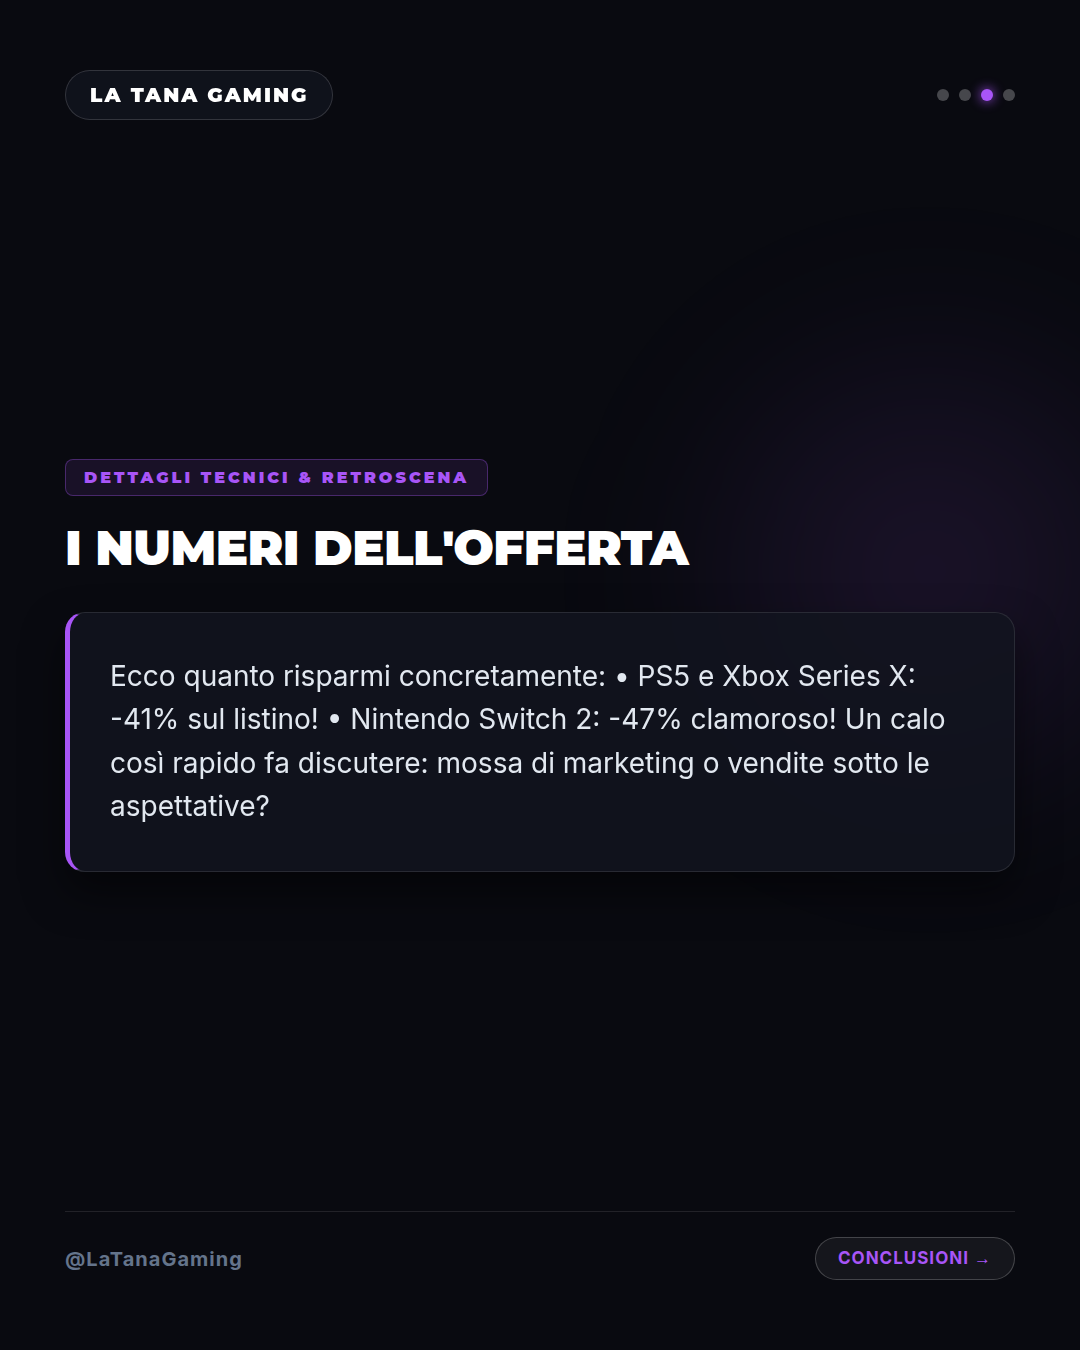 LA TANA GAMING
DETTAGLI TECNICI & RETROSCENA
I NUMERI DELL'OFFERTA
Ecco quanto risparmi concretamente: • PS5 e Xbox Series X:
-41% sul listino! • Nintendo Switch 2: -47% clamoroso! Un calo
così rapido fa discutere: mossa di marketing o vendite sotto le
aspettative?
@LaTanaGaming
CONCLUSIONI →